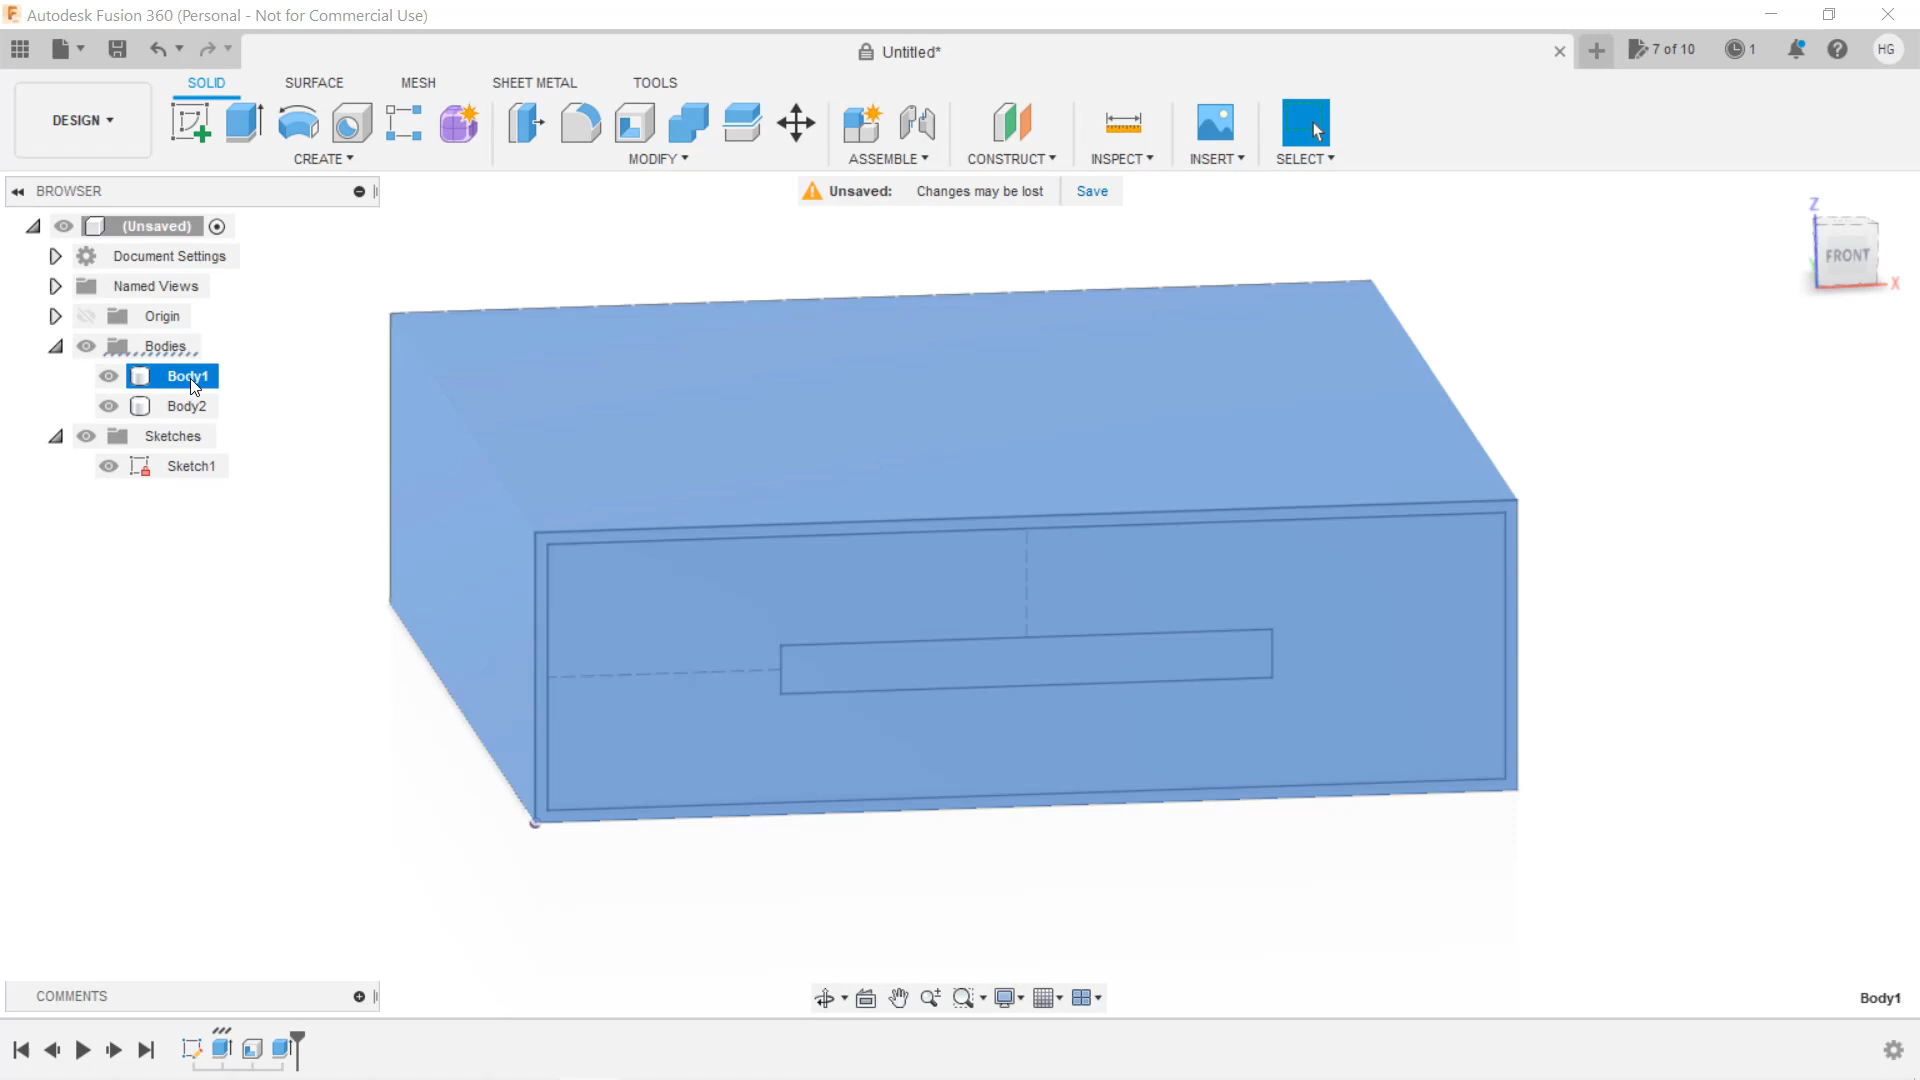 Autodesk Fusion 360 (Personal - Not for Commercial Use)
Untitled*
7 of 10
1
HG
SOLID
SURFACE
MESH
SHEET METAL
TOOLS
DESIGN
CREATE
MODIFY
ASSEMBLE
CONSTRUCT
INSPECT
INSERT
SELECT
BROWSER
Unsaved: Changes may be lost Save
(Unsaved)
Document Settings
Named Views
Origin
Bodies
Body1
Body2
Sketches
Sketch1
Z
FRONT
X
COMMENTS
Body1